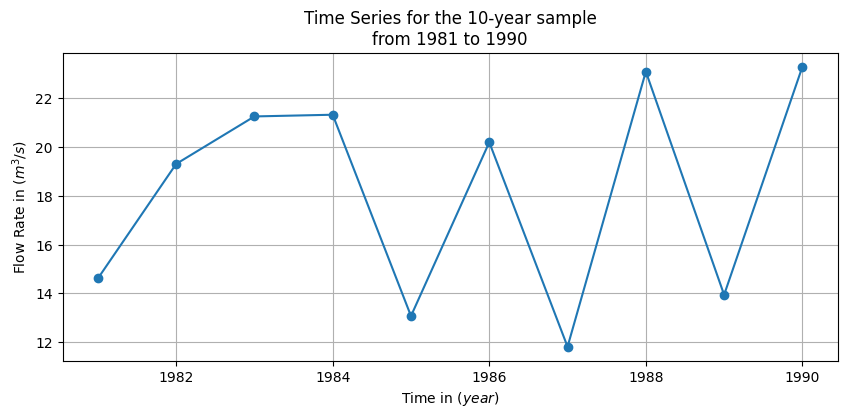 Time Series for the 10-year sample
from 1981 to 1990
Flow Rate in (m³/s)
22
20
18
16
14
12
1982 1984 1986 1988 1990
Time in (year)